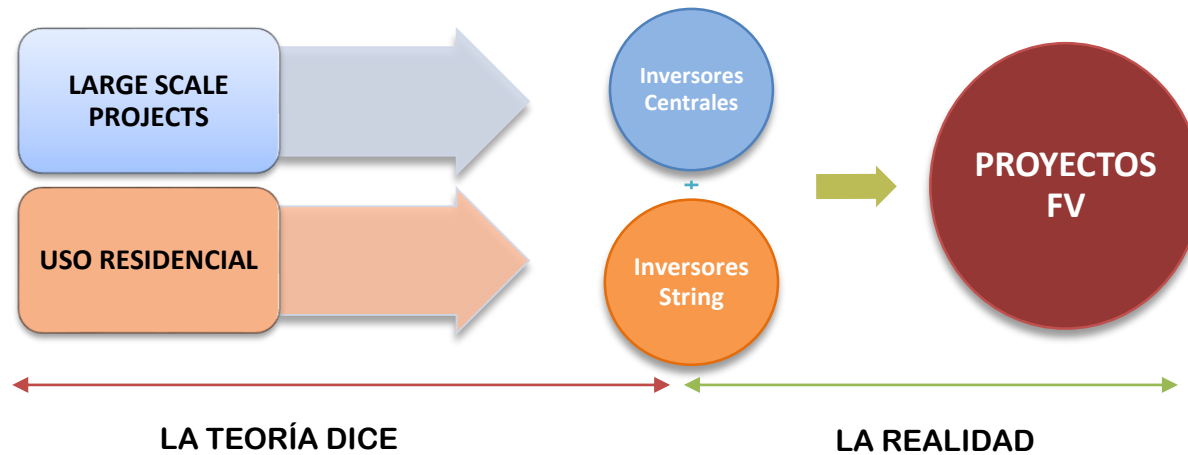 LARGE SCALE
PROJECTS
Inversores
Centrales
+
USO RESIDENCIAL
Inversores
String
PROYECTOS
FV
LA TEORÍA DICE
LA REALIDAD